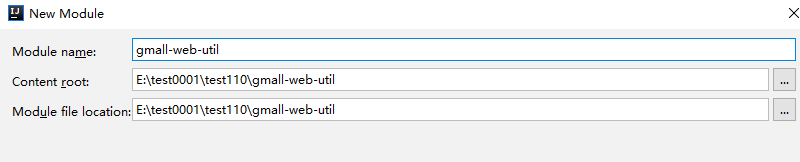 New Module
Module name: gmall-web-util
Content root: E:\test0001\test110\gmall-web-util ...
Module file location: E:\test0001\test110\gmall-web-util ...